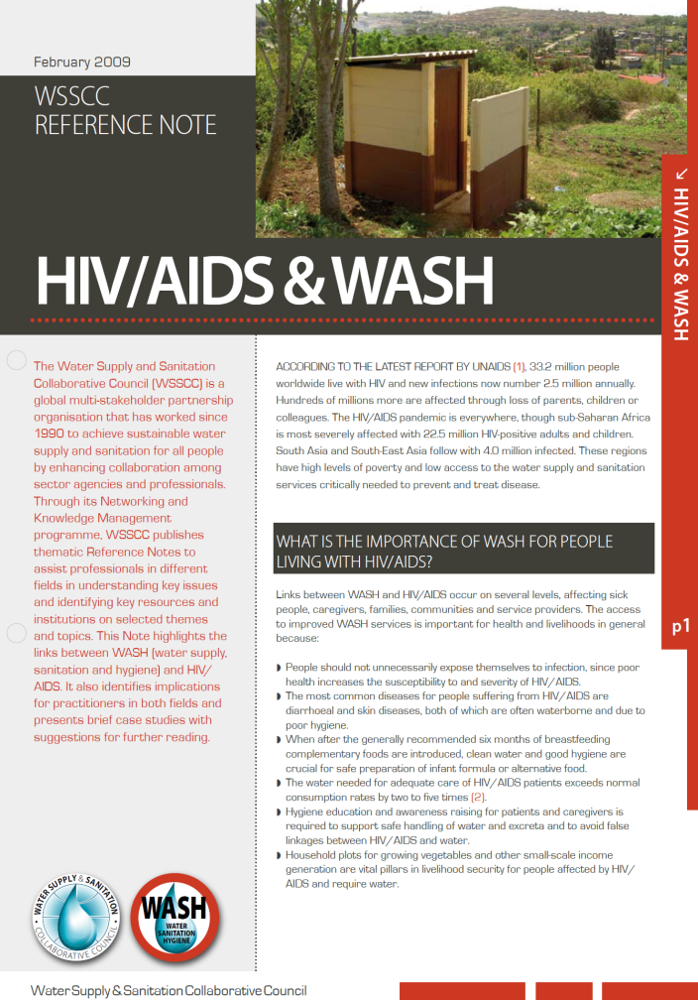 February 2009
WSSCC
REFERENCE NOTE
HIV/AIDS & WASH
↙ HIV/AIDS & WASH
The Water Supply and Sanitation
Collaborative Council (WSSCC) is a
global multi-stakeholder partnership
organisation that has worked since
1990 to achieve sustainable water
supply and sanitation for all people
by enhancing collaboration among
sector agencies and professionals.
Through its Networking and
Knowledge Management
programme, WSSCC publishes
thematic Reference Notes to
assist professionals in different
fields in understanding key issues
and identifying key resources and
institutions on selected themes
and topics. This Note highlights the
links between WASH (water supply,
sanitation and hygiene) and HIV/
AIDS. It also identifies implications
for practitioners in both fields and
presents brief case studies with
suggestions for further reading.
ACCORDING TO THE LATEST REPORT BY UNAIDS (1), 33.2 million people
worldwide live with HIV and new infections now number 2.5 million annually.
Hundreds of millions more are affected through loss of parents, children or
colleagues. The HIV/AIDS pandemic is everywhere, though sub-Saharan Africa
is most severely affected with 22.5 million HIV-positive adults and children.
South Asia and South-East Asia follow with 4.0 million infected. These regions
have high levels of poverty and low access to the water supply and sanitation
services critically needed to prevent and treat disease.
WHAT IS THE IMPORTANCE OF WASH FOR PEOPLE
LIVING WITH HIV/AIDS?
Links between WASH and HIV/AIDS occur on several levels, affecting sick
people, caregivers, families, communities and service providers. The access
to improved WASH services is important for health and livelihoods in general
because:
◗ People should not unnecessarily expose themselves to infection, since poor
health increases the susceptibility to and severity of HIV/AIDS.
◗ The most common diseases for people suffering from HIV/AIDS are
diarrhoeal and skin diseases, both of which are often waterborne and due to
poor hygiene.
◗ When after the generally recommended six months of breastfeeding
complementary foods are introduced, clean water and good hygiene are
crucial for safe preparation of infant formula or alternative food.
◗ The water needed for adequate care of HIV/AIDS patients exceeds normal
consumption rates by two to five times (2).
◗ Hygiene education and awareness raising for patients and caregivers is
required to support safe handling of water and excreta and to avoid false
linkages between HIV/AIDS and water.
◗ Household plots for growing vegetables and other small-scale income
generation are vital pillars in livelihood security for people affected by HIV/
AIDS and require water.
p1
WATER SUPPLY & SANITATION
• COLLABORATIVE COUNCIL •
WASH
WATER
SANITATION
HYGIENE
Water Supply & Sanitation Collaborative Council